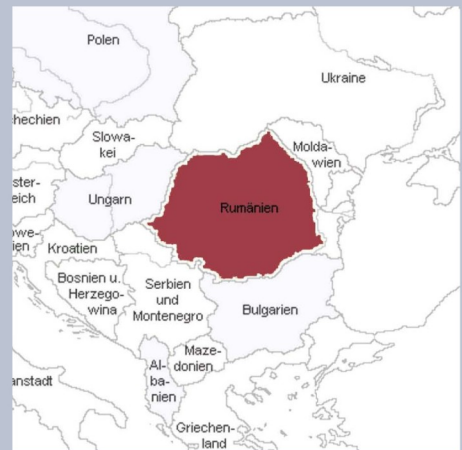 Polen
Ukraine
hechien
Slowa-
kei
Molda-
wien
ster-
eich
Ungarn
Rumänien
owe-
ien
Kroatien
Bosnien u.
Herzego-
wina
Serbien
und
Montenegro
Bulgarien
Maze-
donien
Al-
ba-
nien
anstadt
Griechen-
land